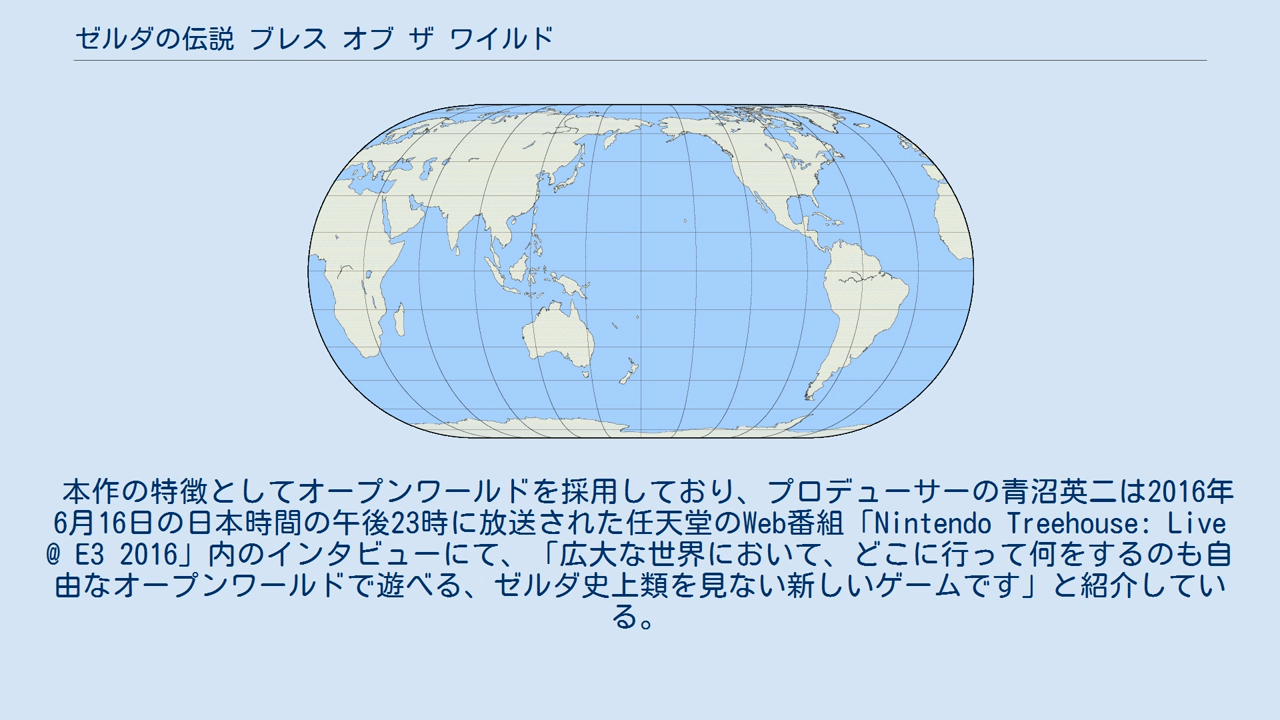 ゼルダの伝説 ブレス オブ ザ ワイルド
本作の特徴としてオープンワールドを採用しており、プロデューサーの青沼英二は2016年
6月16日の日本時間の午後23時に放送された任天堂のWeb番組「Nintendo Treehouse: Live
@ E3 2016」内のインタビューにて、「広大な世界において、どこに行って何をするのも自
由なオープンワールドで遊べる、ゼルダ史上類を見ない新しいゲームです」と紹介してい
る。